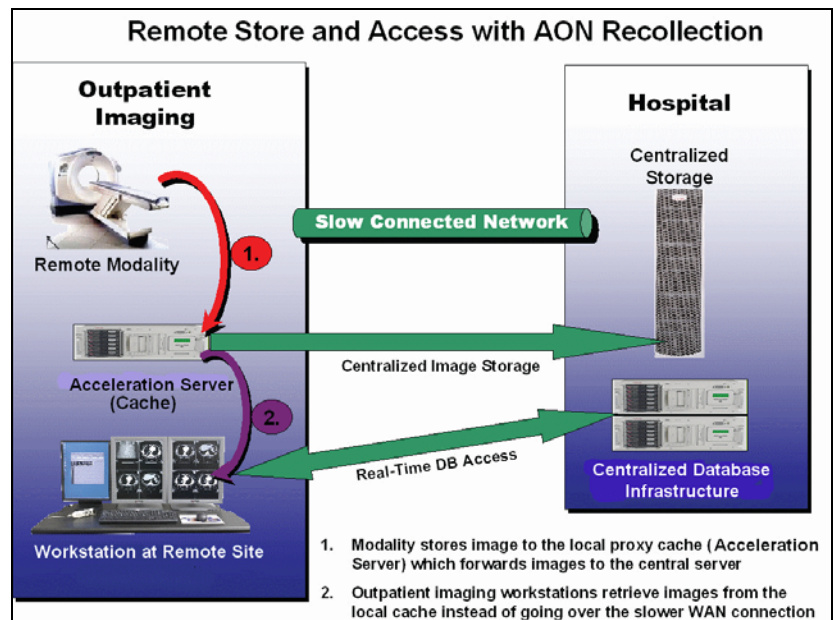 Remote Store and Access with AON Recollection
Outpatient
Imaging
Remote Modality
1.
Acceleration Server
(Cache)
2.
Workstation at Remote Site
Slow Connected Network
Centralized Image Storage
Real-Time DB Access
Hospital
Centralized
Storage
Centralized Database
Infrastructure
1. Modality stores image to the local proxy cache (Acceleration
Server) which forwards images to the central server
2. Outpatient imaging workstations retrieve images from the
local cache instead of going over the slower WAN connection